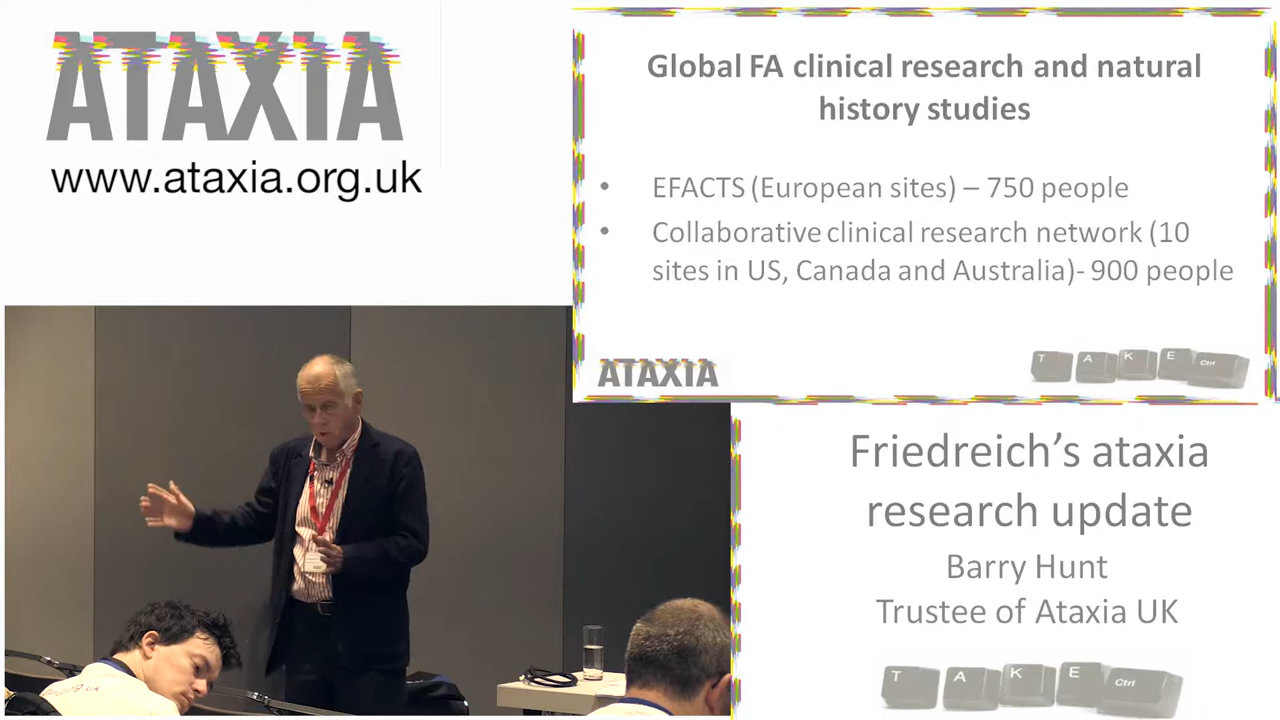 ATAXIA
www.ataxia.org.uk
Global FA clinical research and natural
history studies
• EFACTS (European sites) – 750 people
• Collaborative clinical research network (10
sites in US, Canada and Australia)- 900 people
ATAXIA
T A K E Ctrl
Friedreich's ataxia
research update
Barry Hunt
Trustee of Ataxia UK
T A K E Ctrl